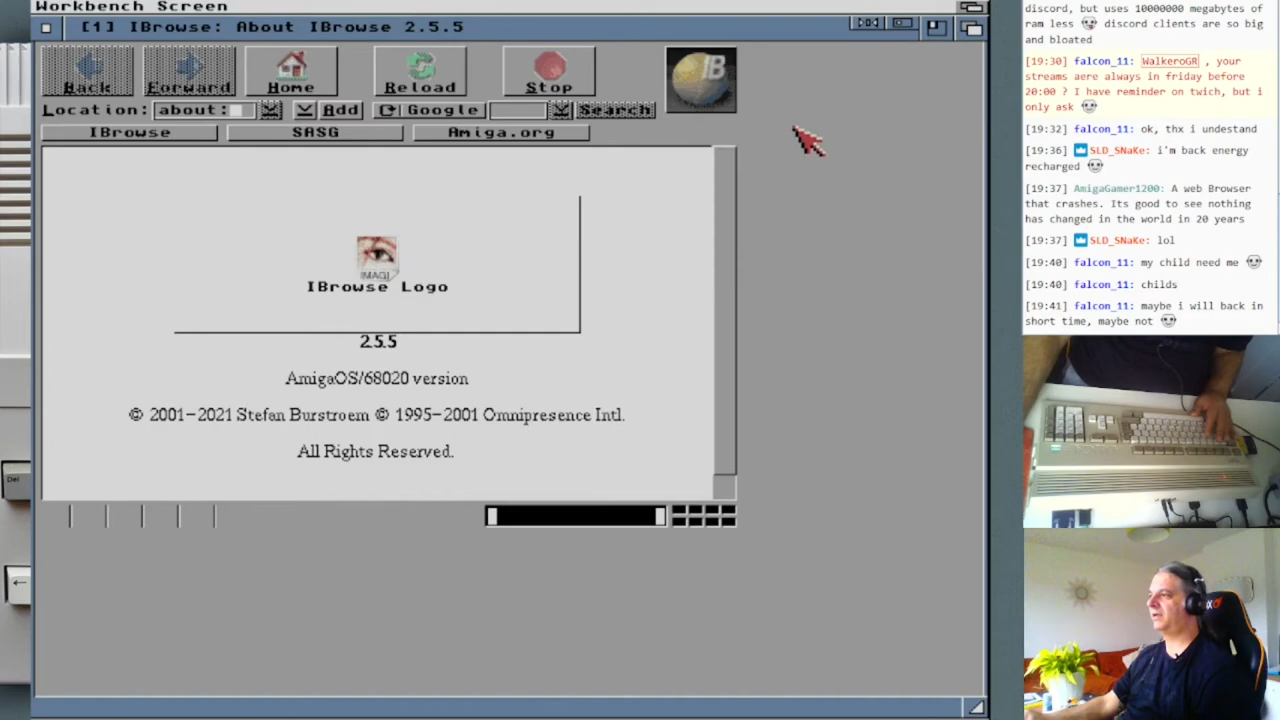 Workbench Screen
[1] IBrowse: About IBrowse 2.5.5
Back
Forward
Home
Reload
Stop
IB
Location:
about:
Add
Google
Search
IBrowse
SASG
Amiga.org
IMAGE
IBrowse Logo
2.5.5
AmigaOS/68020 version
© 2001-2021 Stefan Burstroem © 1995-2001 Omnipresence Intl.
All Rights Reserved.
Del
discord, but uses 10000000 megabytes of
ram less discord clients are so big
and bloated
[19:30] falcon_11: WalkeroGR , your
streams aere always in friday before
20:00 ? I have reminder on twich, but i
only ask
[19:32] falcon_11: ok, thx i undestand
[19:36] SLD_SNaKe: i'm back energy
recharged
[19:37] AmigaGamer1200: A web Browser
that crashes. Its good to see nothing
has changed in the world in 20 years
[19:37] SLD_SNaKe: lol
[19:40] falcon_11: my child need me
[19:40] falcon_11: childs
[19:41] falcon_11: maybe i will back in
short time, maybe not